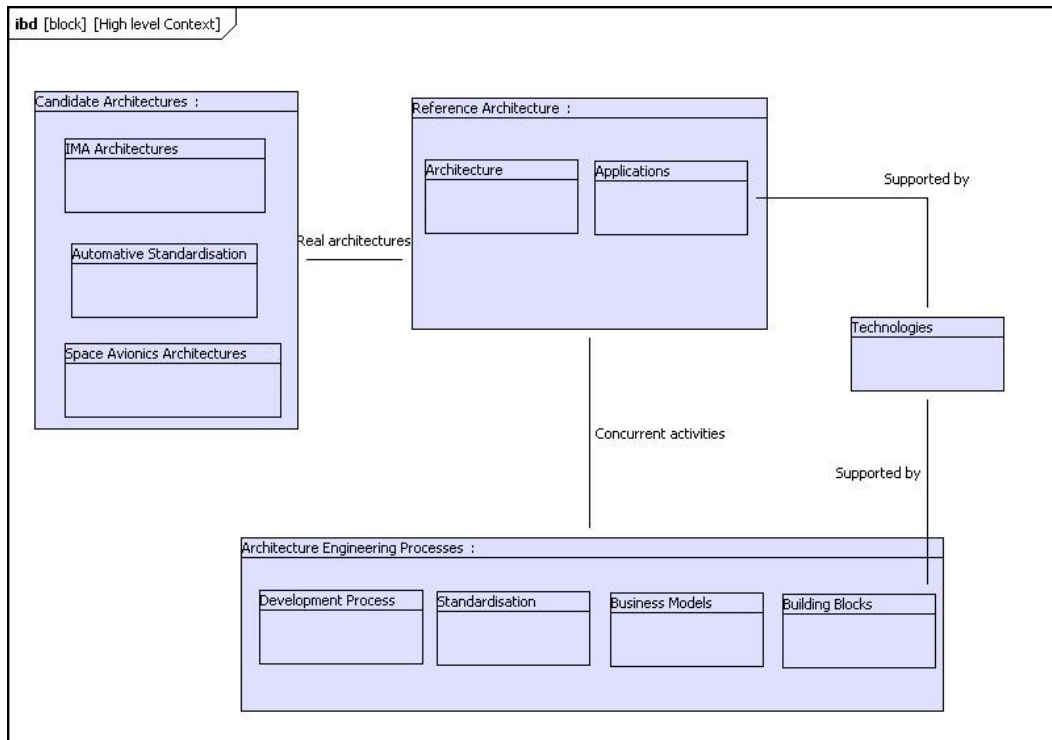 ibd [block] [High level Context]
Candidate Architectures :
IMA Architectures
Automative Standardisation
Space Avionics Architectures
Real architectures
Reference Architecture :
Architecture
Applications
Supported by
Technologies
Concurrent activities
Supported by
Architecture Engineering Processes :
Development Process
Standardisation
Business Models
Building Blocks